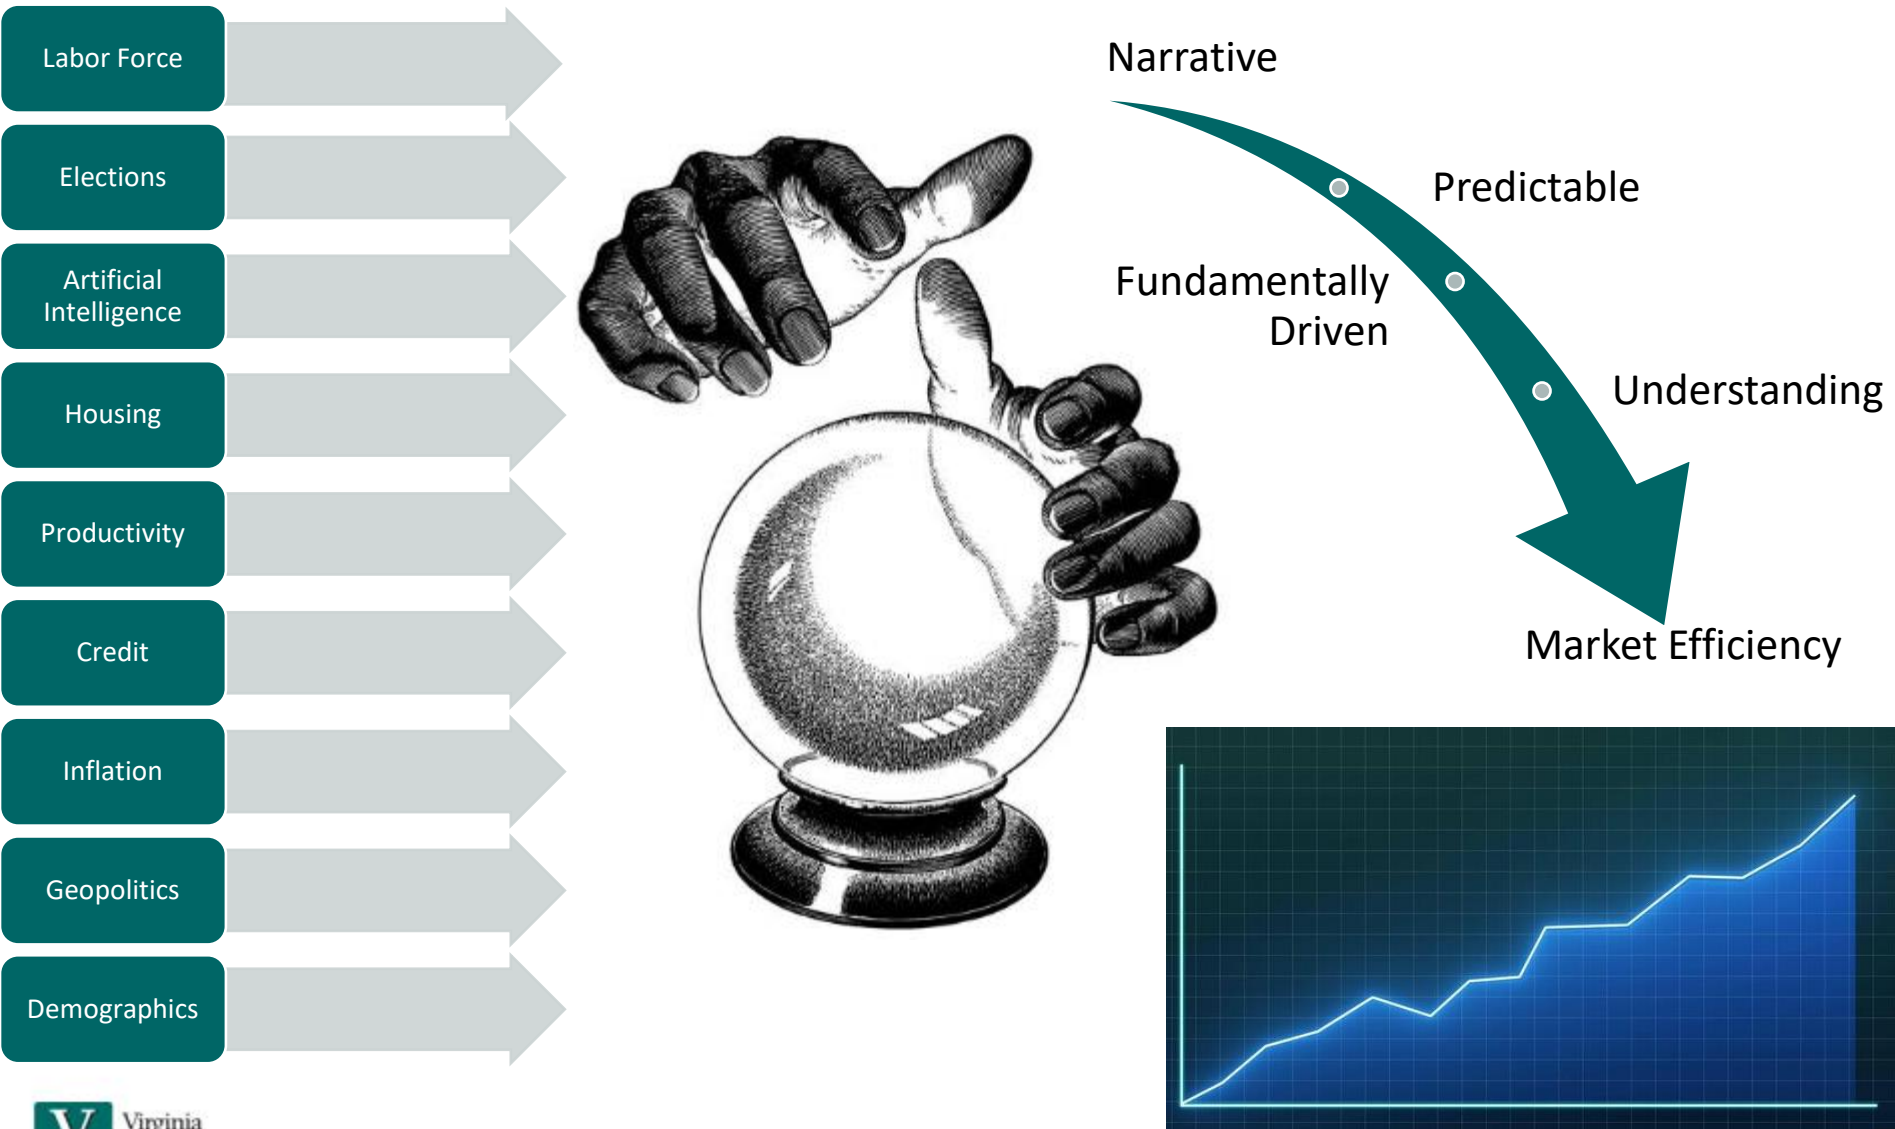 Labor Force
Elections
Artificial
Intelligence
Housing
Productivity
Credit
Inflation
Geopolitics
Demographics
Narrative
Predictable
Fundamentally
Driven
Understanding
Market Efficiency
V
Virginia